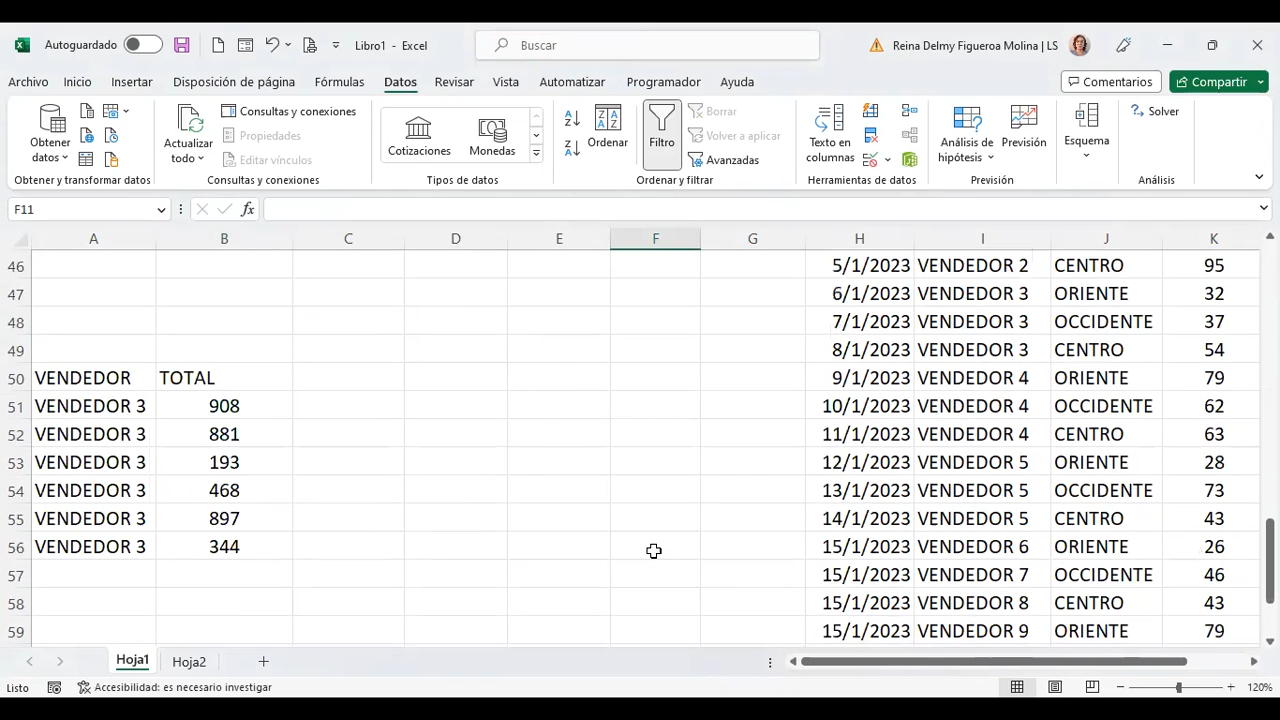 Autoguardado
Libro1 - Excel
Buscar
Reina Delmy Figueroa Molina | LS
Archivo Inicio Insertar Disposición de página Fórmulas Datos Revisar Vista Automatizar Programador Ayuda
Comentarios Compartir
Obtener datos
Actualizar todo
Consultas y conexiones
Propiedades
Editar vínculos
Cotizaciones Monedas
Ordenar
Filtro
Borrar
Volver a aplicar
Avanzadas
Texto en columnas
Análisis de hipótesis
Previsión
Esquema
Solver
Obtener y transformar datos Consultas y conexiones Tipos de datos Ordenar y filtrar Herramientas de datos Previsión Análisis
F11 fx
A B C D E F G H I J K
46 5/1/2023 VENDEDOR 2 CENTRO 95
47 6/1/2023 VENDEDOR 3 ORIENTE 32
48 7/1/2023 VENDEDOR 3 OCCIDENTE 37
49 8/1/2023 VENDEDOR 3 CENTRO 54
50 VENDEDOR TOTAL 9/1/2023 VENDEDOR 4 ORIENTE 79
51 VENDEDOR 3 908 10/1/2023 VENDEDOR 4 OCCIDENTE 62
52 VENDEDOR 3 881 11/1/2023 VENDEDOR 4 CENTRO 63
53 VENDEDOR 3 193 12/1/2023 VENDEDOR 5 ORIENTE 28
54 VENDEDOR 3 468 13/1/2023 VENDEDOR 5 OCCIDENTE 73
55 VENDEDOR 3 897 14/1/2023 VENDEDOR 5 CENTRO 43
56 VENDEDOR 3 344 15/1/2023 VENDEDOR 6 ORIENTE 26
57 15/1/2023 VENDEDOR 7 OCCIDENTE 46
58 15/1/2023 VENDEDOR 8 CENTRO 43
59 15/1/2023 VENDEDOR 9 ORIENTE 79
Hoja1 Hoja2
Listo Accesibilidad: es necesario investigar 120%